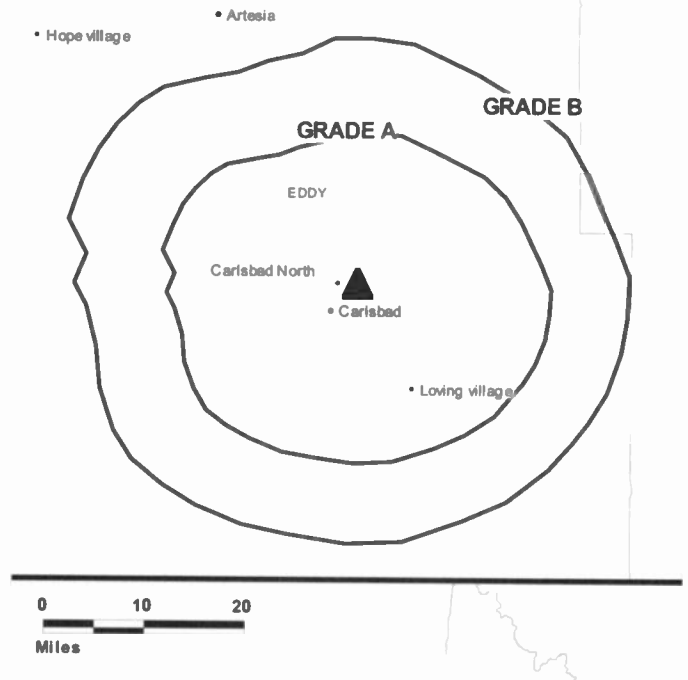 Artesia
Hope village
GRADE B
GRADE A
EDDY
Carlsbad North
Carlsbad
Loving village
0 10 20
Miles